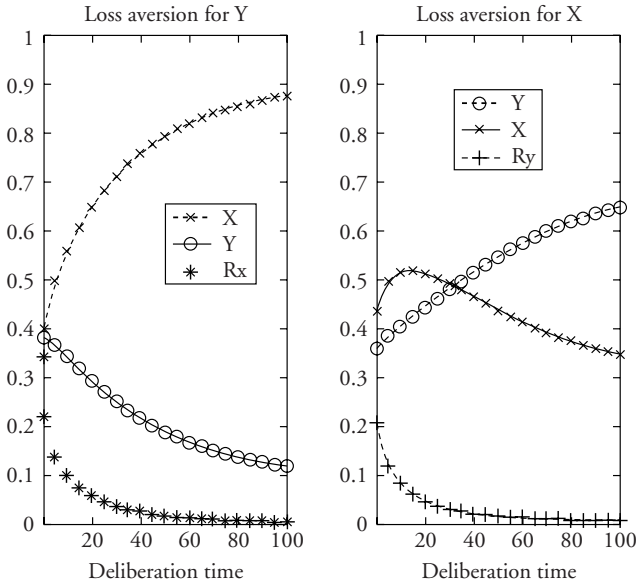 Loss aversion for Y
1
0.9
0.8
0.7
0.6
0.5
0.4
0.3
0.2
0.1
0
X
Y
Rx
20 40 60 80 100
Deliberation time
Loss aversion for X
1
0.9
0.8
0.7
0.6
0.5
0.4
0.3
0.2
0.1
0
Y
X
Ry
20 40 60 80 100
Deliberation time